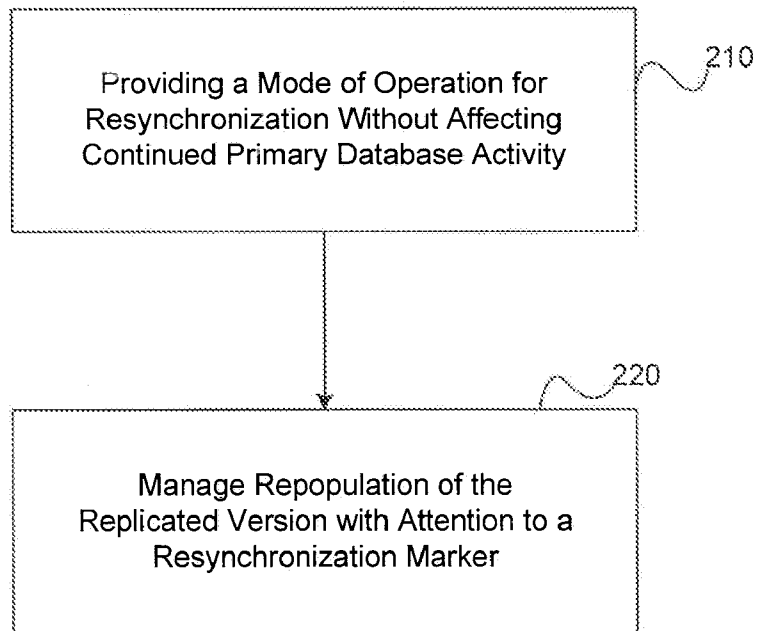 Providing a Mode of Operation for
Resynchronization Without Affecting
Continued Primary Database Activity
210
220
Manage Repopulation of the
Replicated Version with Attention to a
Resynchronization Marker